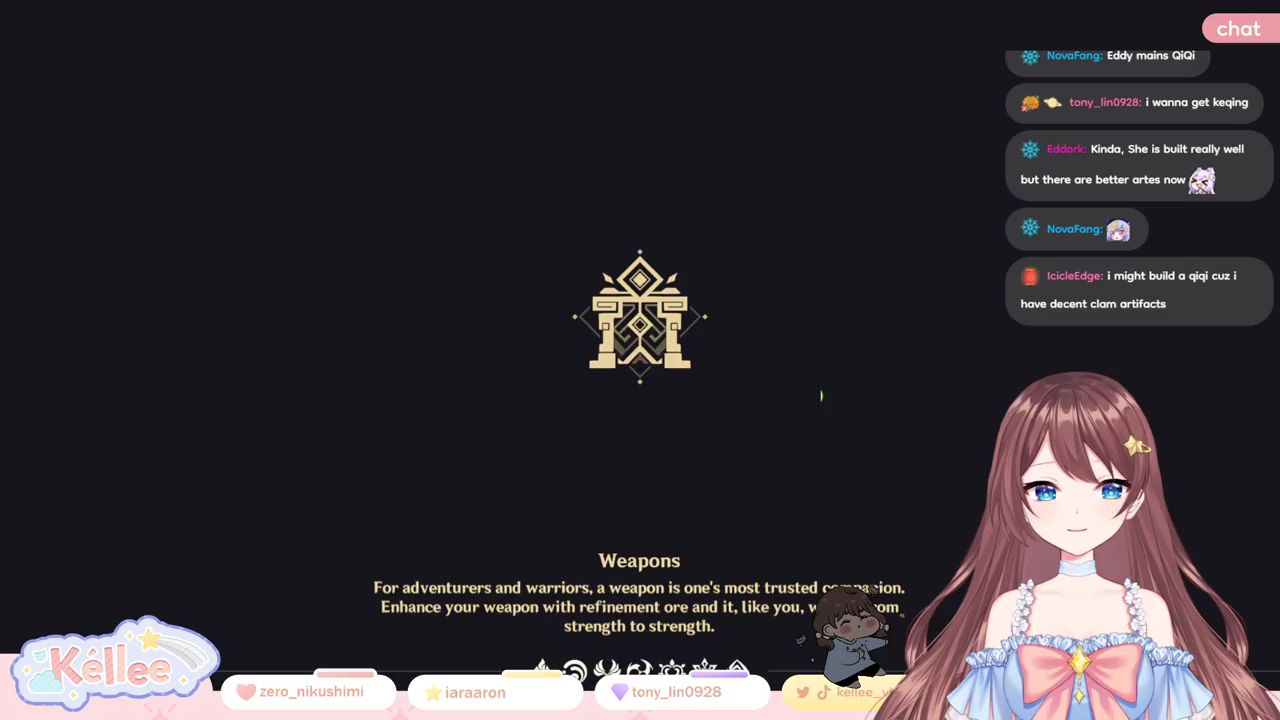 chat
NovaFang: Eddy mains QiQi
tony_lin0928: i wanna get keqing
Eddork: Kinda, She is built really well
but there are better artes now
NovaFang:
IcicleEdge: i might build a qiqi cuz i
have decent clam artifacts
Weapons
For adventurers and warriors, a weapon is one's most trusted
Enhance your weapon with refinement ore and it, like you,
strength to strength.
Kéllee
zero_nikushimi
iaraaron
tony_lin0928